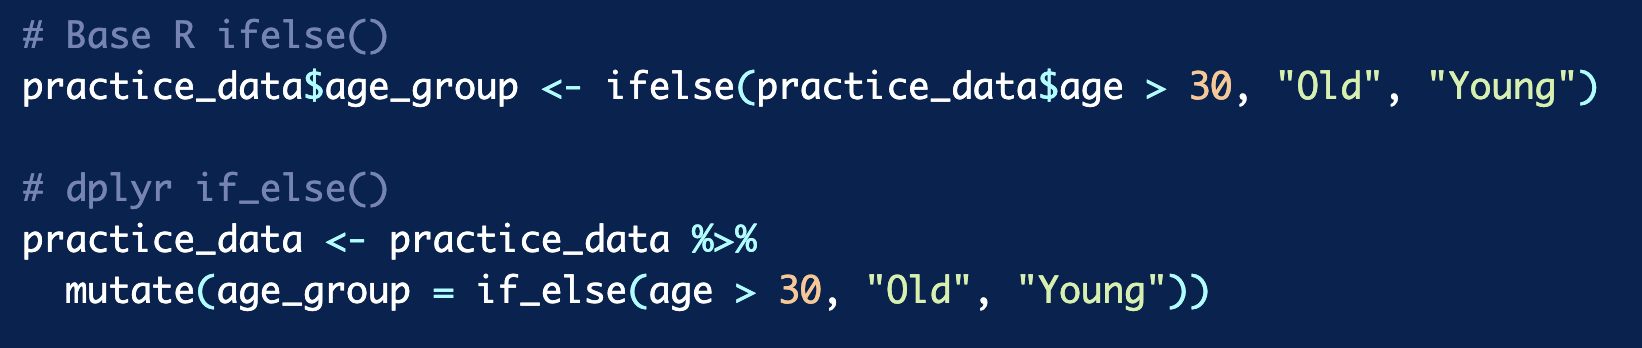 # Base R ifelse()
practice_data$age_group <- ifelse(practice_data$age > 30, "Old", "Young")
# dplyr if_else()
practice_data <- practice_data %>%
  mutate(age_group = if_else(age > 30, "Old", "Young"))